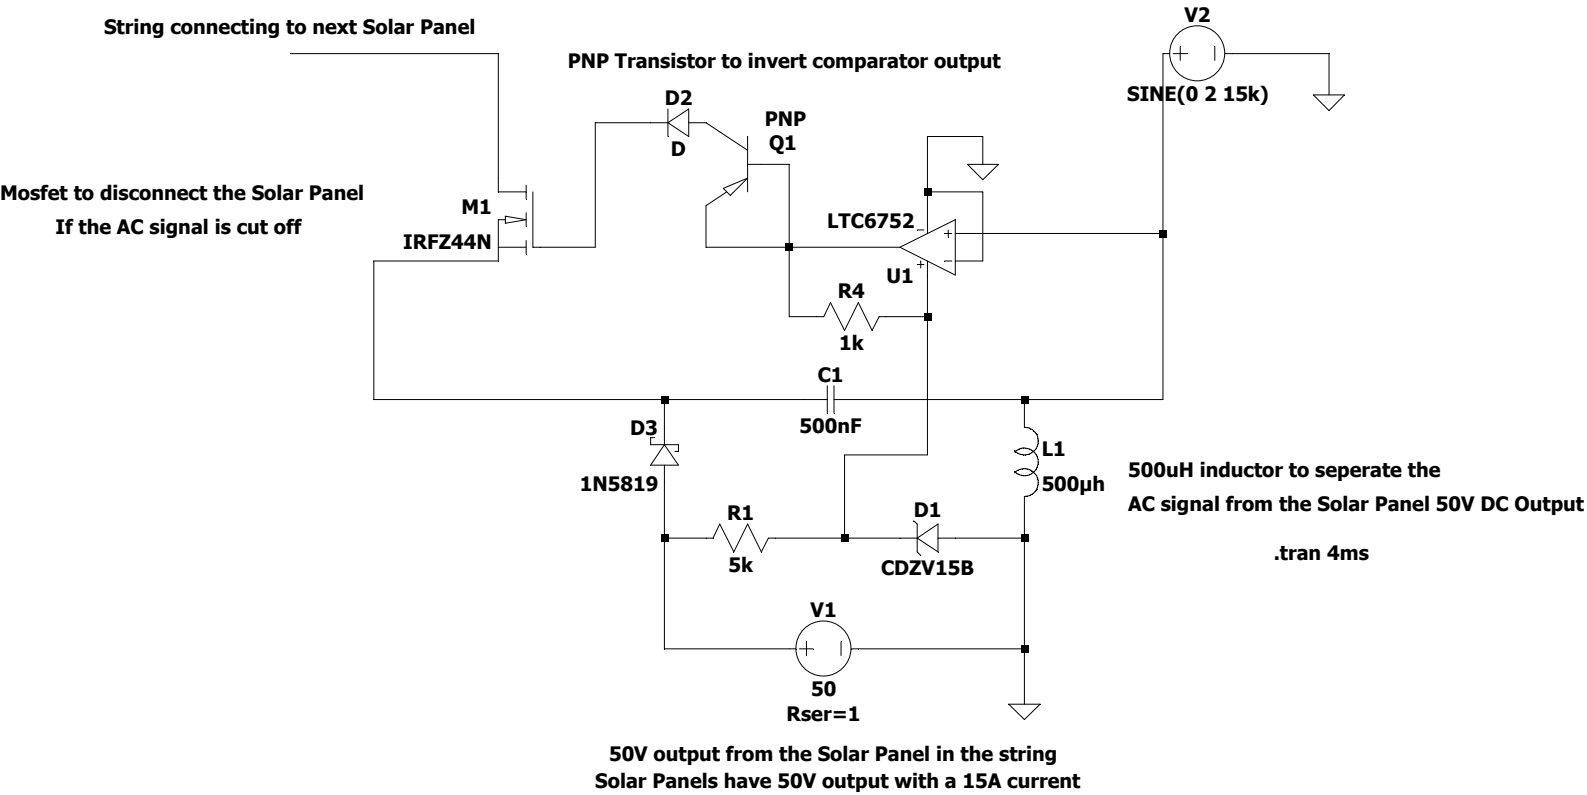 V2
String connecting to next Solar Panel
PNP Transistor to invert comparator output
SINE(0 2 15k)
D2
PNP
D
Q1
Mosfet to disconnect the Solar Panel
If the AC signal is cut off
M1
IRFZ44N
LTC6752
U1
R4
1k
C1
500nF
D3
1N5819
L1
500µh
500uH inductor to seperate the
AC signal from the Solar Panel 50V DC Output
R1
5k
D1
CDZV15B
.tran 4ms
V1
50
Rser=1
50V output from the Solar Panel in the string
Solar Panels have 50V output with a 15A current